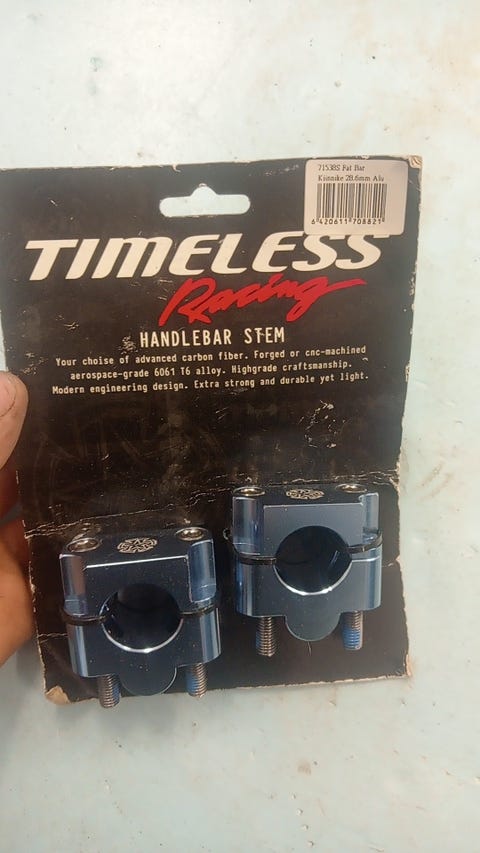 71538S Fat Bar
Kiinnike 28.6mm Alu
6 420611 708821
TIMELESS
Racing
HANDLEBAR STEM
Your choise of advanced carbon fiber. Forged or cnc-machined
aerospace-grade 6061 T6 alloy. Highgrade craftsmanship.
Modern engineering design. Extra strong and durable yet light.